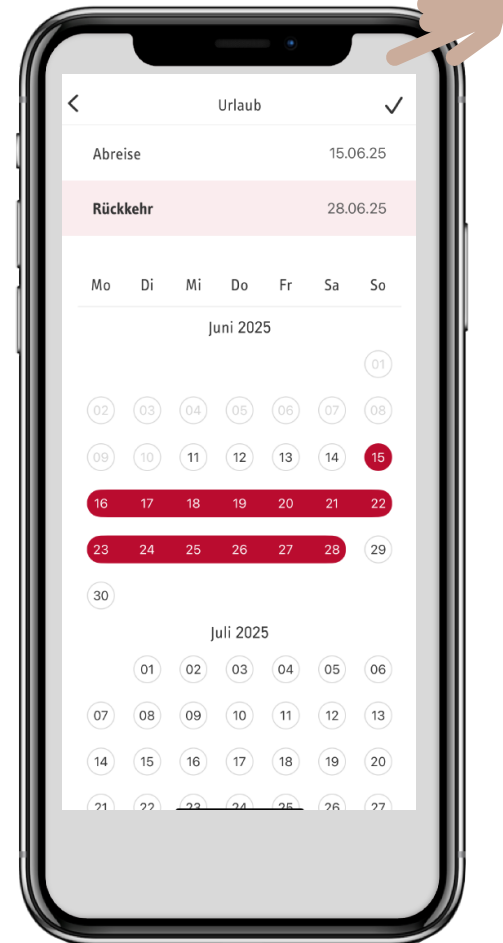 Urlaub
Abreise 15.06.25
Rückkehr 28.06.25
Mo Di Mi Do Fr Sa So
Juni 2025
01
02 03 04 05 06 07 08
09 10 11 12 13 14 15
16 17 18 19 20 21 22
23 24 25 26 27 28 29
30
Juli 2025
01 02 03 04 05 06
07 08 09 10 11 12 13
14 15 16 17 18 19 20
21 22 23 24 25 26 27